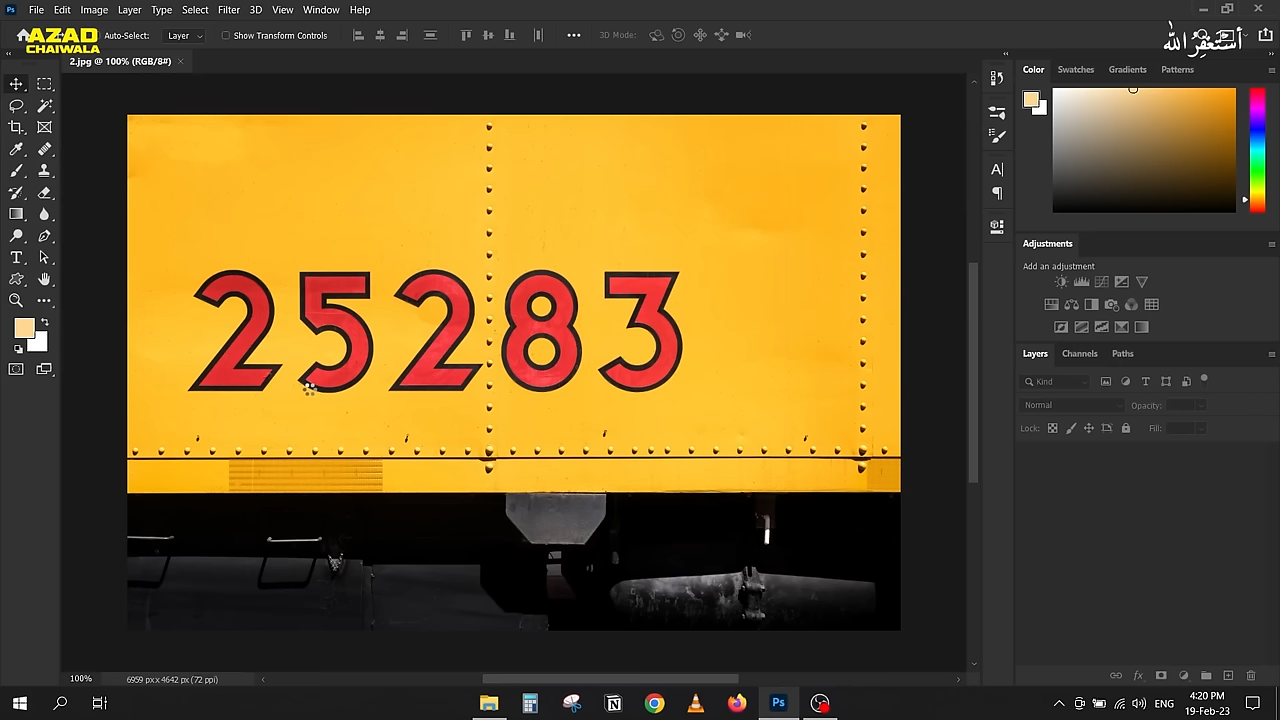 File Edit Image Layer Type Select Filter 3D View Window Help
AZAD
CHAIWALA
Auto-Select: Layer Show Transform Controls 3D Mode:
أستغفر الله
2.jpg @ 100% (RGB/8#)
Color Swatches Gradients Patterns
25283
Adjustments
Add an adjustment
Layers Channels Paths
Kind
Normal Opacity:
Lock: Fill:
100% 6959 px x 4642 px (72 ppi)
ENG 4:20 PM
19-Feb-23